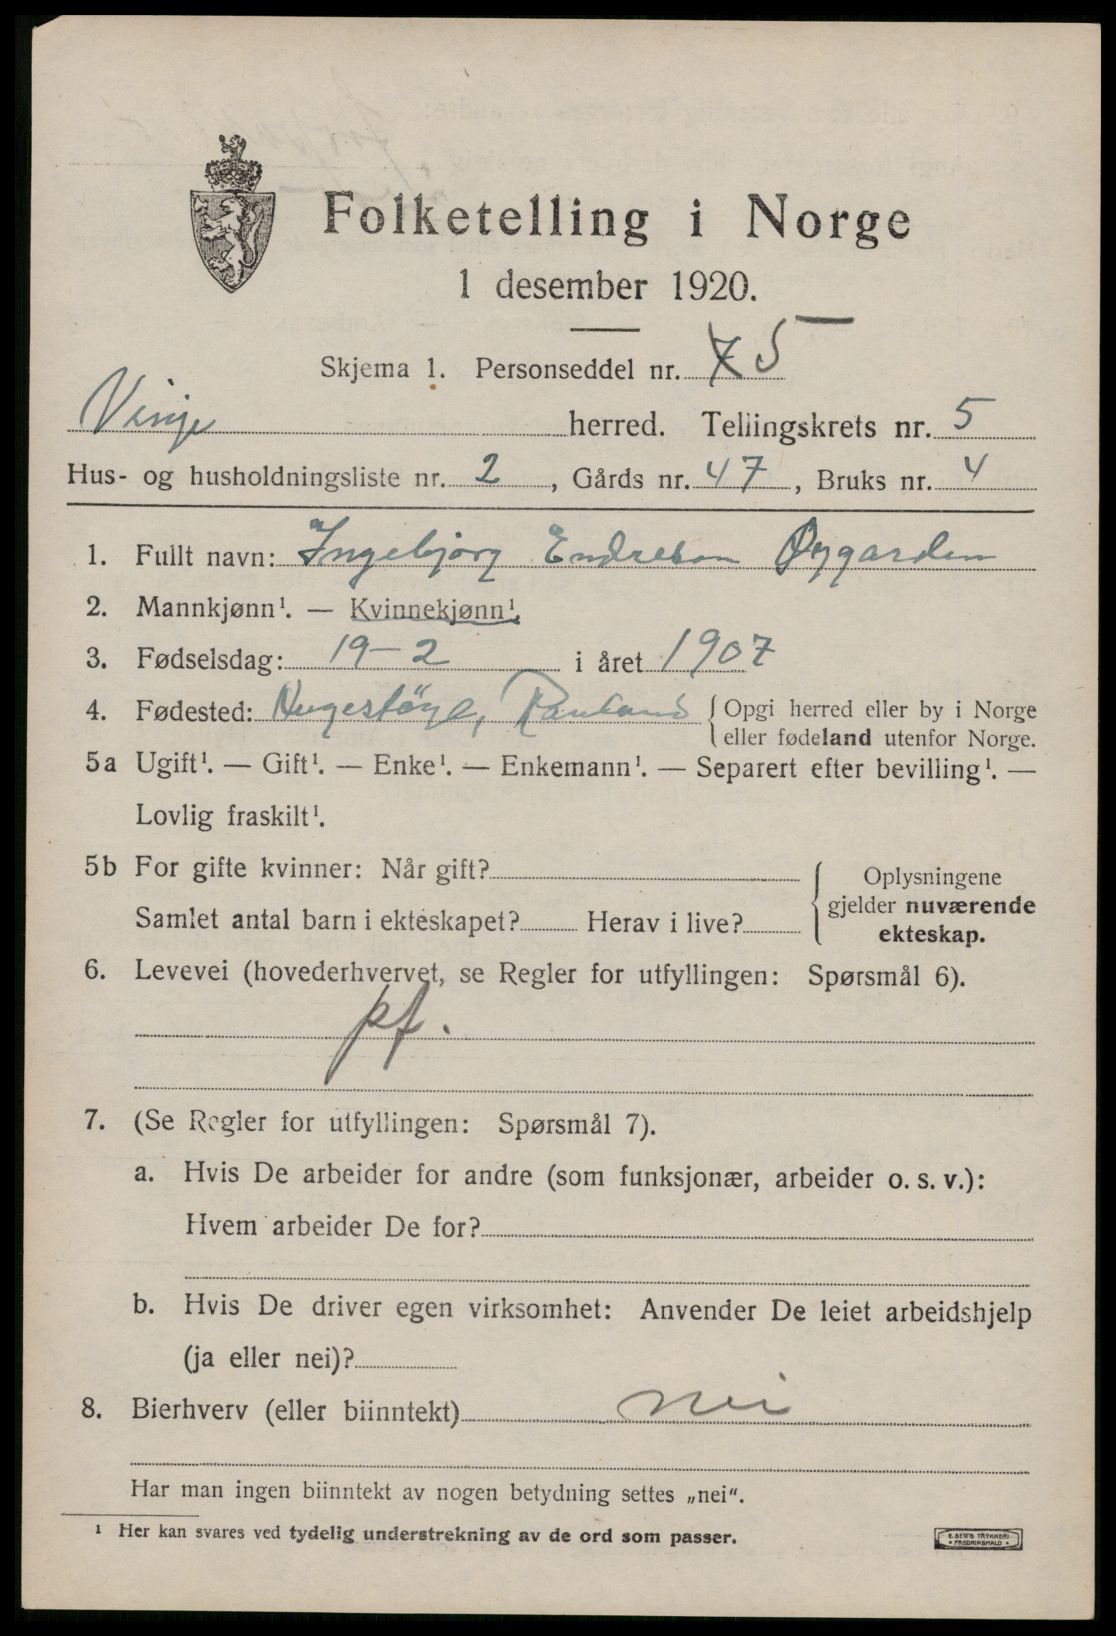 Folketelling i Norge
1 desember 1920.
Skjema 1. Personseddel nr. 7 5
Vinje herred. Tellingskrets nr. 5
Hus- og husholdningsliste nr. 2, Gårds nr. 47, Bruks nr. 4
1. Fullt navn: Ingebjørg Endreson Øygarden
2. Mannkjønn¹. — Kvinnekjønn¹.
3. Fødselsdag: 19-2 i året 1907
4. Fødested: Rauland { Opgi herred eller by i Norge
eller fødeland utenfor Norge.
5a Ugift¹. — Gift¹. — Enke¹. — Enkemann¹. — Separert efter bevilling¹. —
Lovlig fraskilt¹.
5b For gifte kvinner: Når gift?
Samlet antal barn i ekteskapet? Herav i live?
{ Oplysningene
gjelder nuværende
ekteskap.
6. Levevei (hovederhvervet, se Regler for utfyllingen: Spørsmål 6).
pf.
7. (Se Regler for utfyllingen: Spørsmål 7).
a. Hvis De arbeider for andre (som funksjonær, arbeider o. s. v.):
Hvem arbeider De for?
b. Hvis De driver egen virksomhet: Anvender De leiet arbeidshjelp
(ja eller nei)?
8. Bierhverv (eller biinntekt) nei
Har man ingen biinntekt av nogen betydning settes „nei“.
¹ Her kan svares ved tydelig understrekning av de ord som passer.
E. SEM'S TRYKKERI
• FREDRIKSHALD •